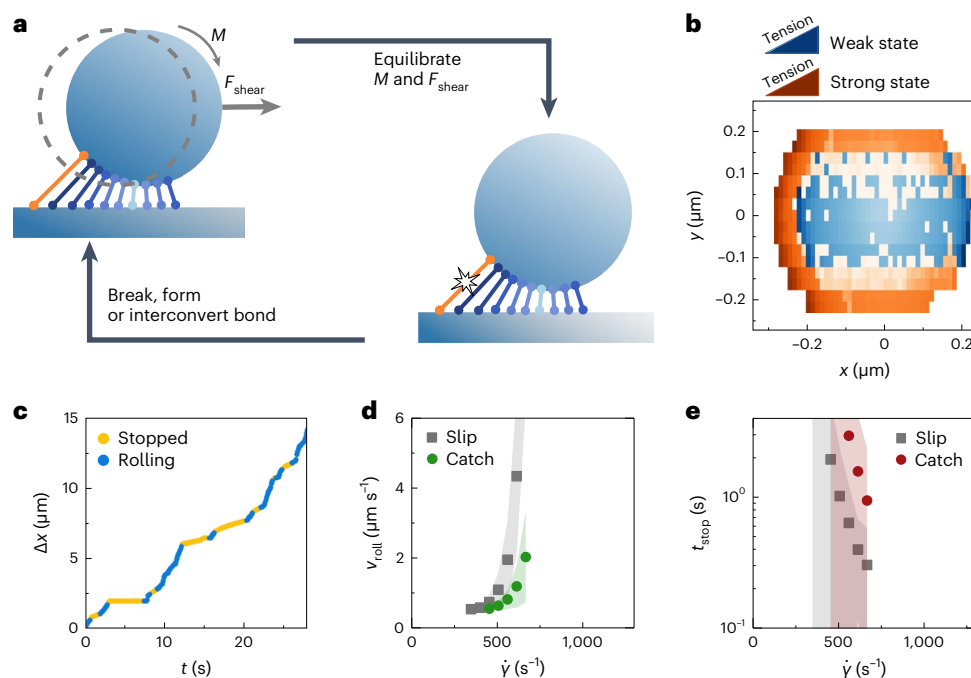 a
M
F shear
Equilibrate
M and F shear
Break, form
or interconvert bond
b
Tension
Weak state
Tension
Strong state
0.2
0.1
0
−0.1
−0.2
y (μm)
−0.2
0
0.2
x (μm)
c
15
10
5
0
Δx (μm)
Stopped
Rolling
0
10
20
t (s)
d
6
4
2
0
v roll (μm s⁻¹)
Slip
Catch
0
500
1,000
γ̇ (s⁻¹)
e
10⁰
10⁻¹
t stop (s)
Slip
Catch
0
500
1,000
γ̇ (s⁻¹)